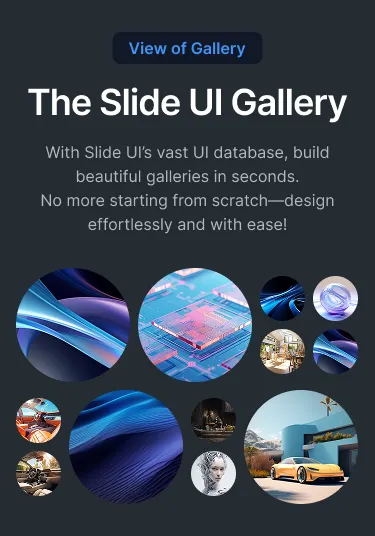 View of Gallery
The Slide UI Gallery
With Slide UI’s vast UI database, build
beautiful galleries in seconds.
No more starting from scratch—design
effortlessly and with ease!